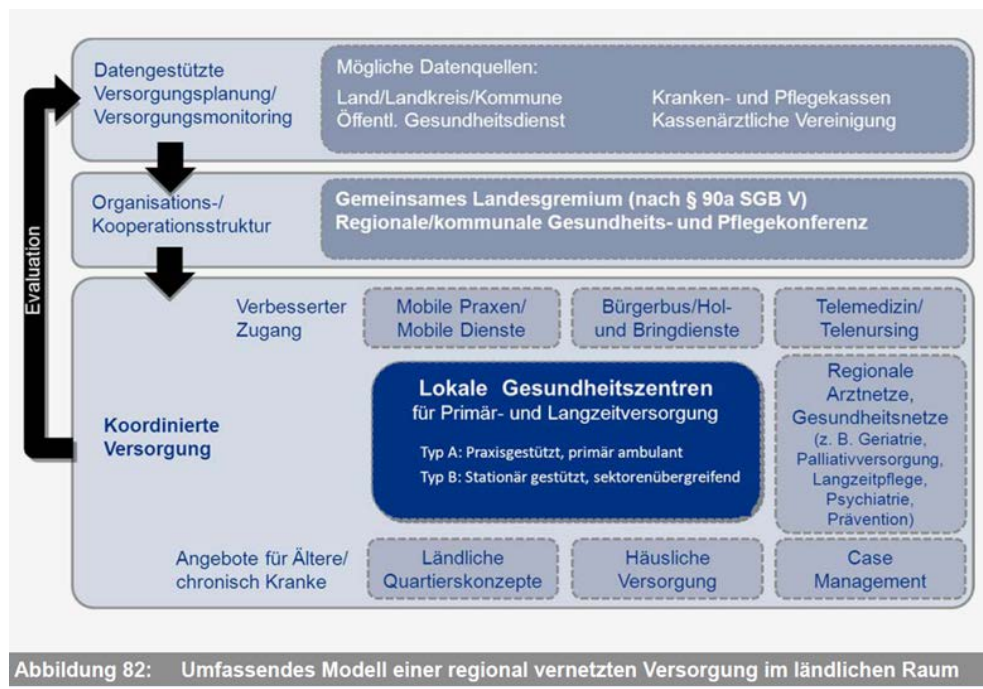 Datengestützte
Versorgungsplanung/
Versorgungsmonitoring
Mögliche Datenquellen:
Land/Landkreis/Kommune
Öffentl. Gesundheitsdienst
Kranken- und Pflegekassen
Kassenärztliche Vereinigung
Organisations-/
Kooperationsstruktur
Gemeinsames Landesgremium (nach § 90a SGB V)
Regionale/kommunale Gesundheits- und Pflegekonferenz
Evaluation
Verbesserter
Zugang
Mobile Praxen/
Mobile Dienste
Bürgerbus/Hol-
und Bringdienste
Telemedizin/
Telenursing
Koordinierte
Versorgung
Lokale Gesundheitszentren
für Primär- und Langzeitversorgung
Typ A: Praxisgestützt, primär ambulant
Typ B: Stationär gestützt, sektorenübergreifend
Regionale
Arztnetze,
Gesundheitsnetze
(z. B. Geriatrie,
Palliativversorgung,
Langzeitpflege,
Psychiatrie,
Prävention)
Angebote für Ältere/
chronisch Kranke
Ländliche
Quartierskonzepte
Häusliche
Versorgung
Case
Management
Abbildung 82: Umfassendes Modell einer regional vernetzten Versorgung im ländlichen Raum